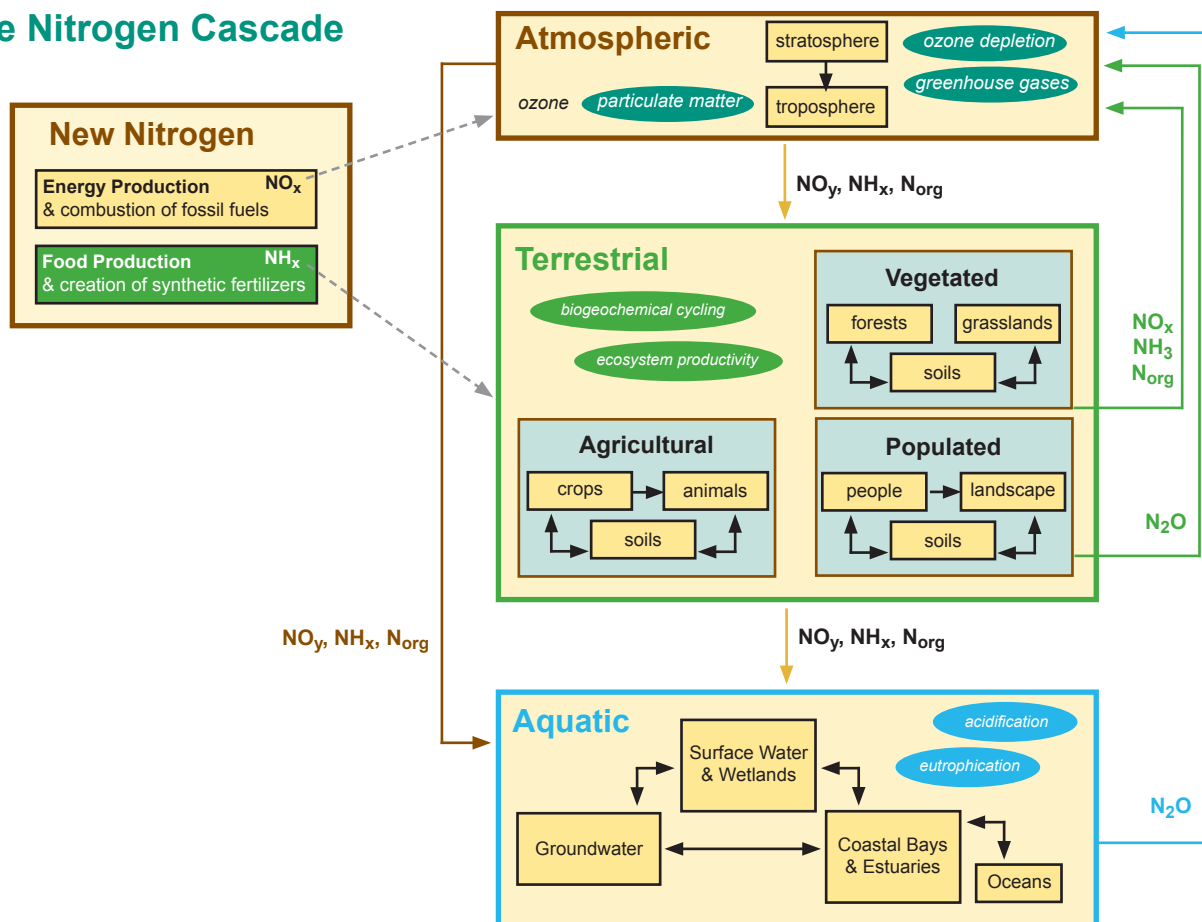 e Nitrogen Cascade
New Nitrogen
Energy Production NOx
& combustion of fossil fuels
Food Production NHx
& creation of synthetic fertilizers
Atmospheric
stratosphere
ozone depletion
greenhouse gases
ozone
particulate matter
troposphere
NOy, NHx, Norg
Terrestrial
biogeochemical cycling
ecosystem productivity
Vegetated
forests
grasslands
soils
Agricultural
crops
animals
soils
Populated
people
landscape
soils
NOx
NH3
Norg
N2O
NOy, NHx, Norg
NOy, NHx, Norg
Aquatic
acidification
eutrophication
Surface Water
& Wetlands
Groundwater
Coastal Bays
& Estuaries
Oceans
N2O